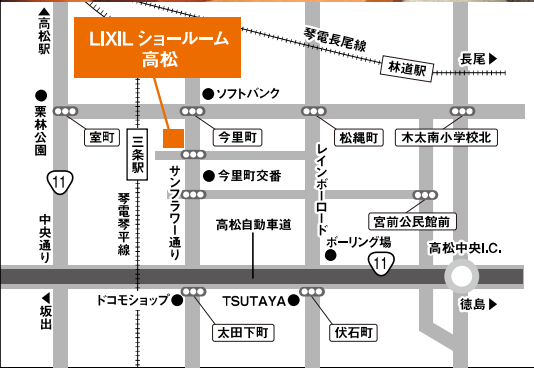 ▲高松駅
LIXIL ショールーム
高松
琴電長尾線
林道駅
長尾▶
ソフトバンク
栗林公園
室町
三条駅
今里町
松縄町
木太南小学校北
レインボーロード
今里町交番
サンフラワー通り
11
琴電琴平線
中央通り
宮前公民館前
高松自動車道
ボーリング場
高松中央I.C.
11
◀坂出
ドコモショップ
TSUTAYA
徳島▶
太田下町
伏石町